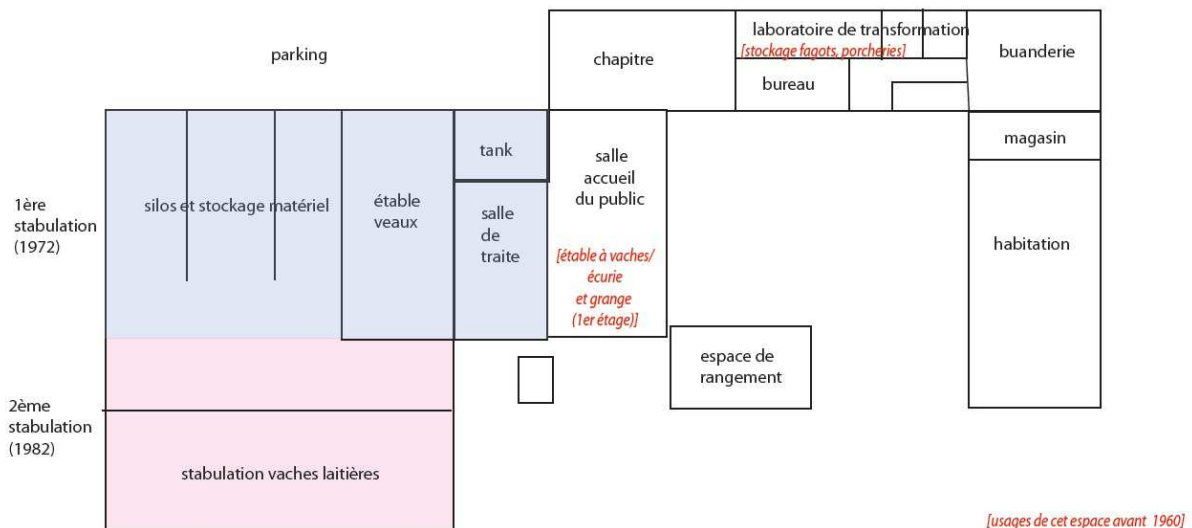 parking
chapitre
laboratoire de transformation
[stockage fagots, porcheries]
bureau
buanderie
magasin
habitation
1ère
stabulation
(1972)
silos et stockage matériel
étable
veaux
tank
salle
de
traite
salle
accueil
du public
[étable à vaches/
écurie
et grange
(1er étage)]
espace de
rangement
2ème
stabulation
(1982)
stabulation vaches laitières
[usages de cet espace avant 1960]